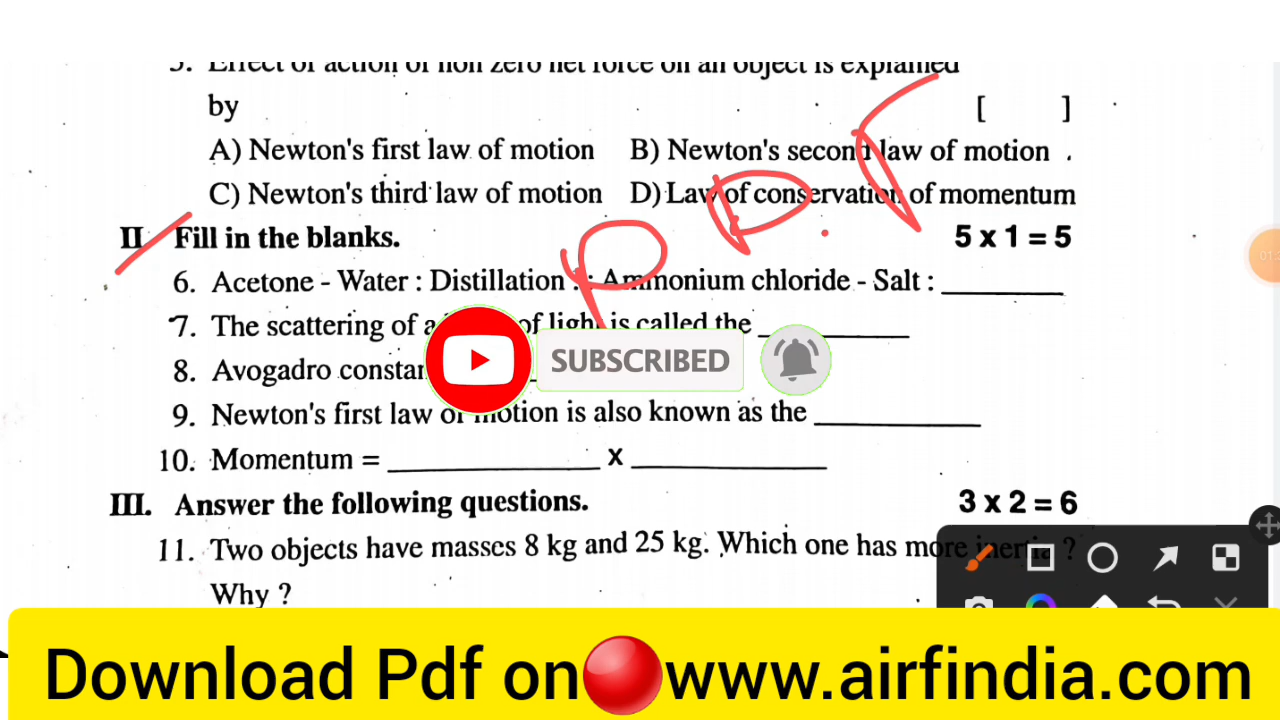 by [ ]
A) Newton's first law of motion B) Newton's second law of motion .
C) Newton's third law of motion D) Law of conservation of momentum
II Fill in the blanks. 5 x 1 = 5
6. Acetone - Water : Distillation : : Ammonium chloride - Salt : ________
7. The scattering of a of light is called the ________
SUBSCRIBED
8. Avogadro
9. Newton's first law of motion is also known as the ________
10. Momentum = ________ x ________
III. Answer the following questions. 3 x 2 = 6
11. Two objects have masses 8 kg and 25 kg. Which one has more inertia ?
Why ?
P.D.F
Download Pdf on www.airfindia.com